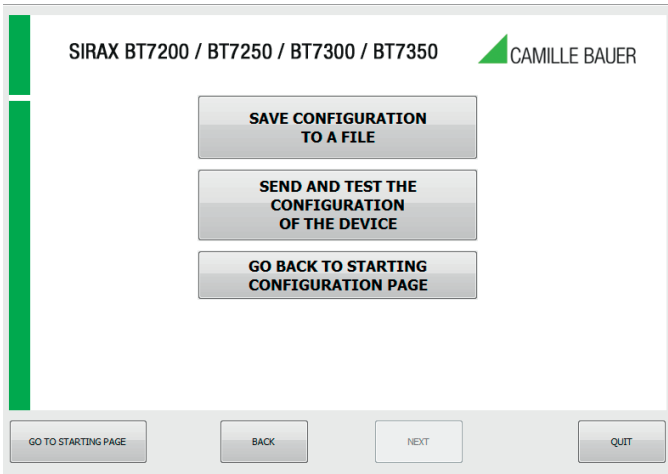 SIRAX BT7200 / BT7250 / BT7300 / BT7350
CAMILLE BAUER
SAVE CONFIGURATION
TO A FILE
SEND AND TEST THE
CONFIGURATION
OF THE DEVICE
GO BACK TO STARTING
CONFIGURATION PAGE
GO TO STARTING PAGE
BACK
NEXT
QUIT